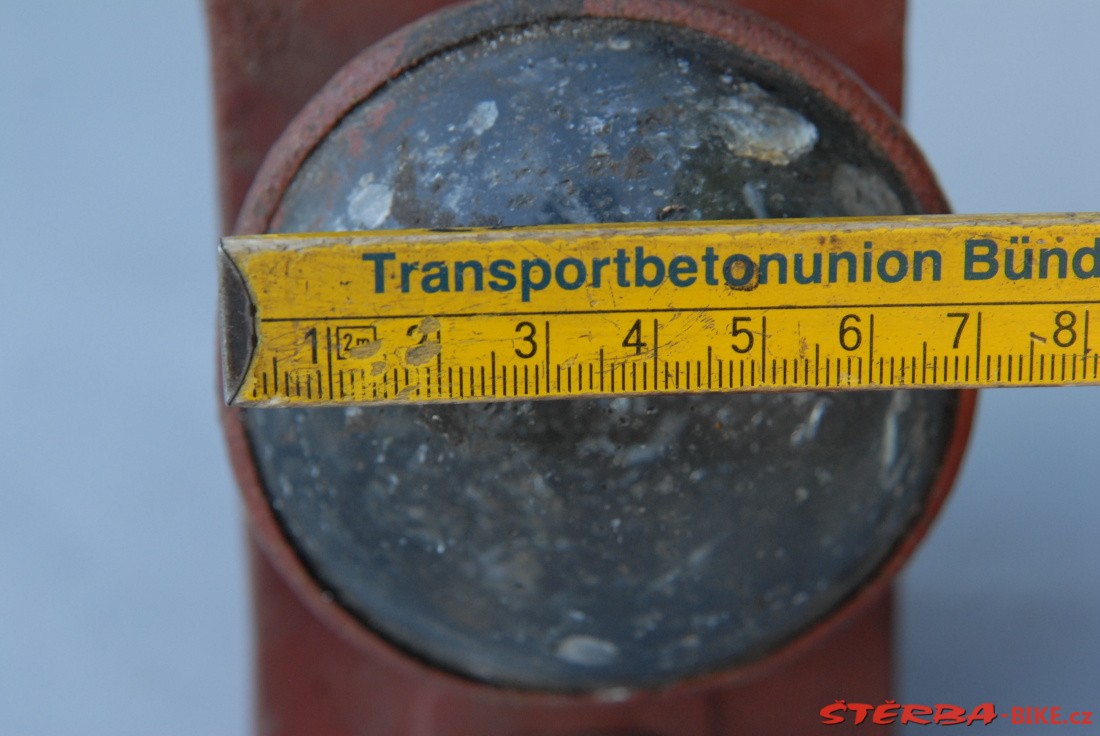 Transportbetonunion Bünd
1 2m 2 3 4 5 6 7 8
ŠTĚRBA-BIKE.cz